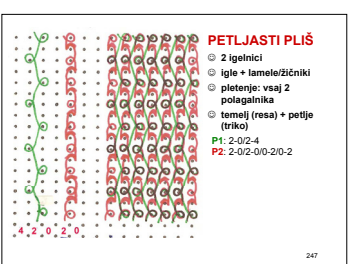 PETLJASTI PLIŠ
☺ 2 igelnici
☺ igle + lamele/žičniki
☺ pletenje: vsaj 2
polagalnika
☺ temelj (resa) + petlje
(triko)
P1: 2-0/2-4
P2: 2-0/2-0/0-2/0-2
4 2 0 2 0
247